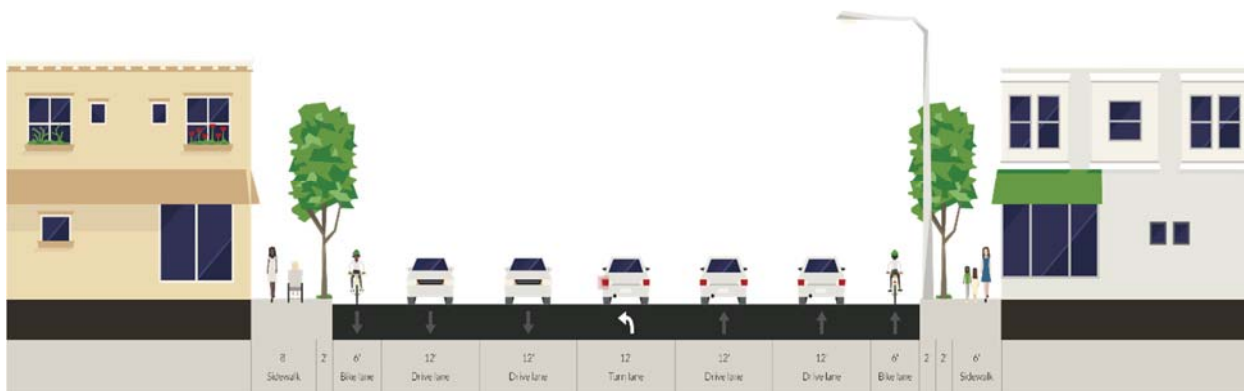 8'
Sidewalk
2'
6'
Bike lane
12'
Drive lane
12'
Drive lane
12'
Turn lane
12'
Drive lane
12'
Drive lane
6'
Bike lane
2'
2'
6'
Sidewalk